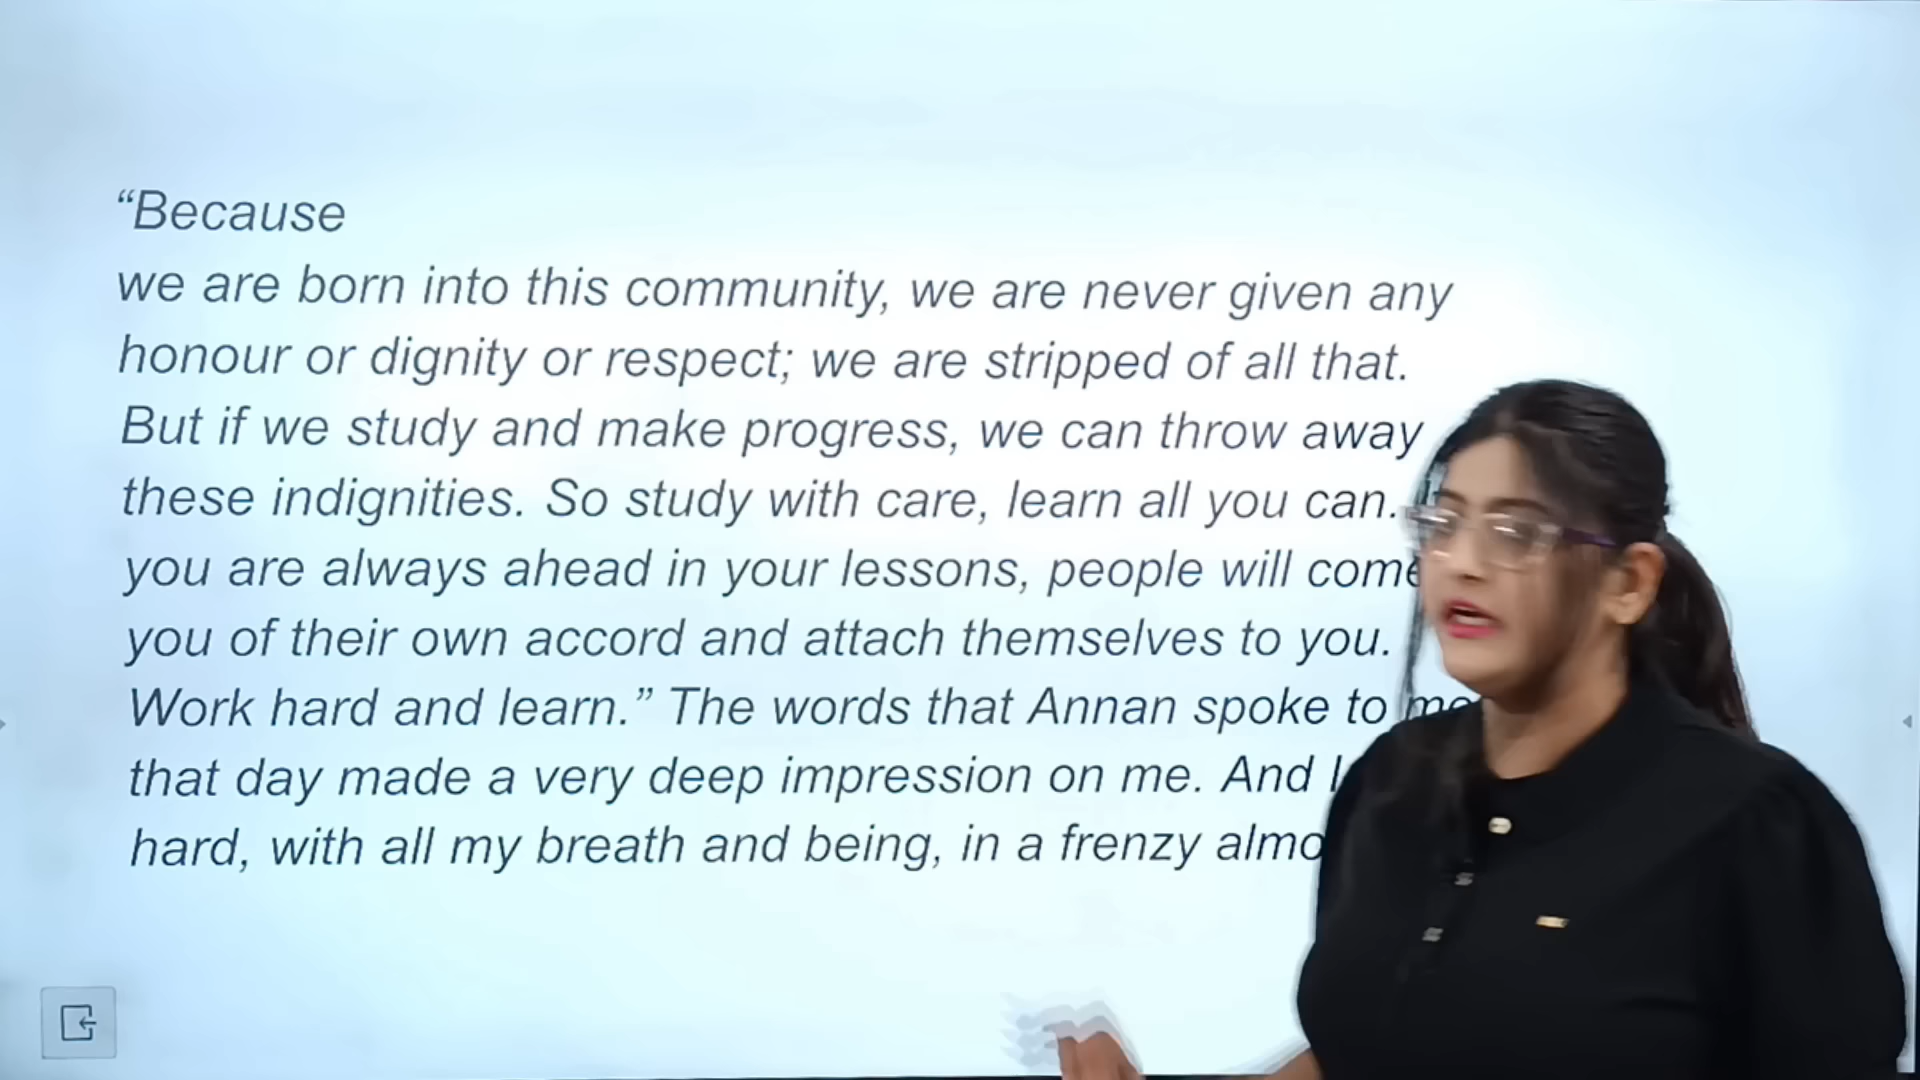 “Because
we are born into this community, we are never given any
honour or dignity or respect; we are stripped of all that.
But if we study and make progress, we can throw away
these indignities. So study with care, learn all you can.
you are always ahead in your lessons, people will come
you of their own accord and attach themselves to you.
Work hard and learn.” The words that Annan spoke to me
that day made a very deep impression on me. And I
hard, with all my breath and being, in a frenzy